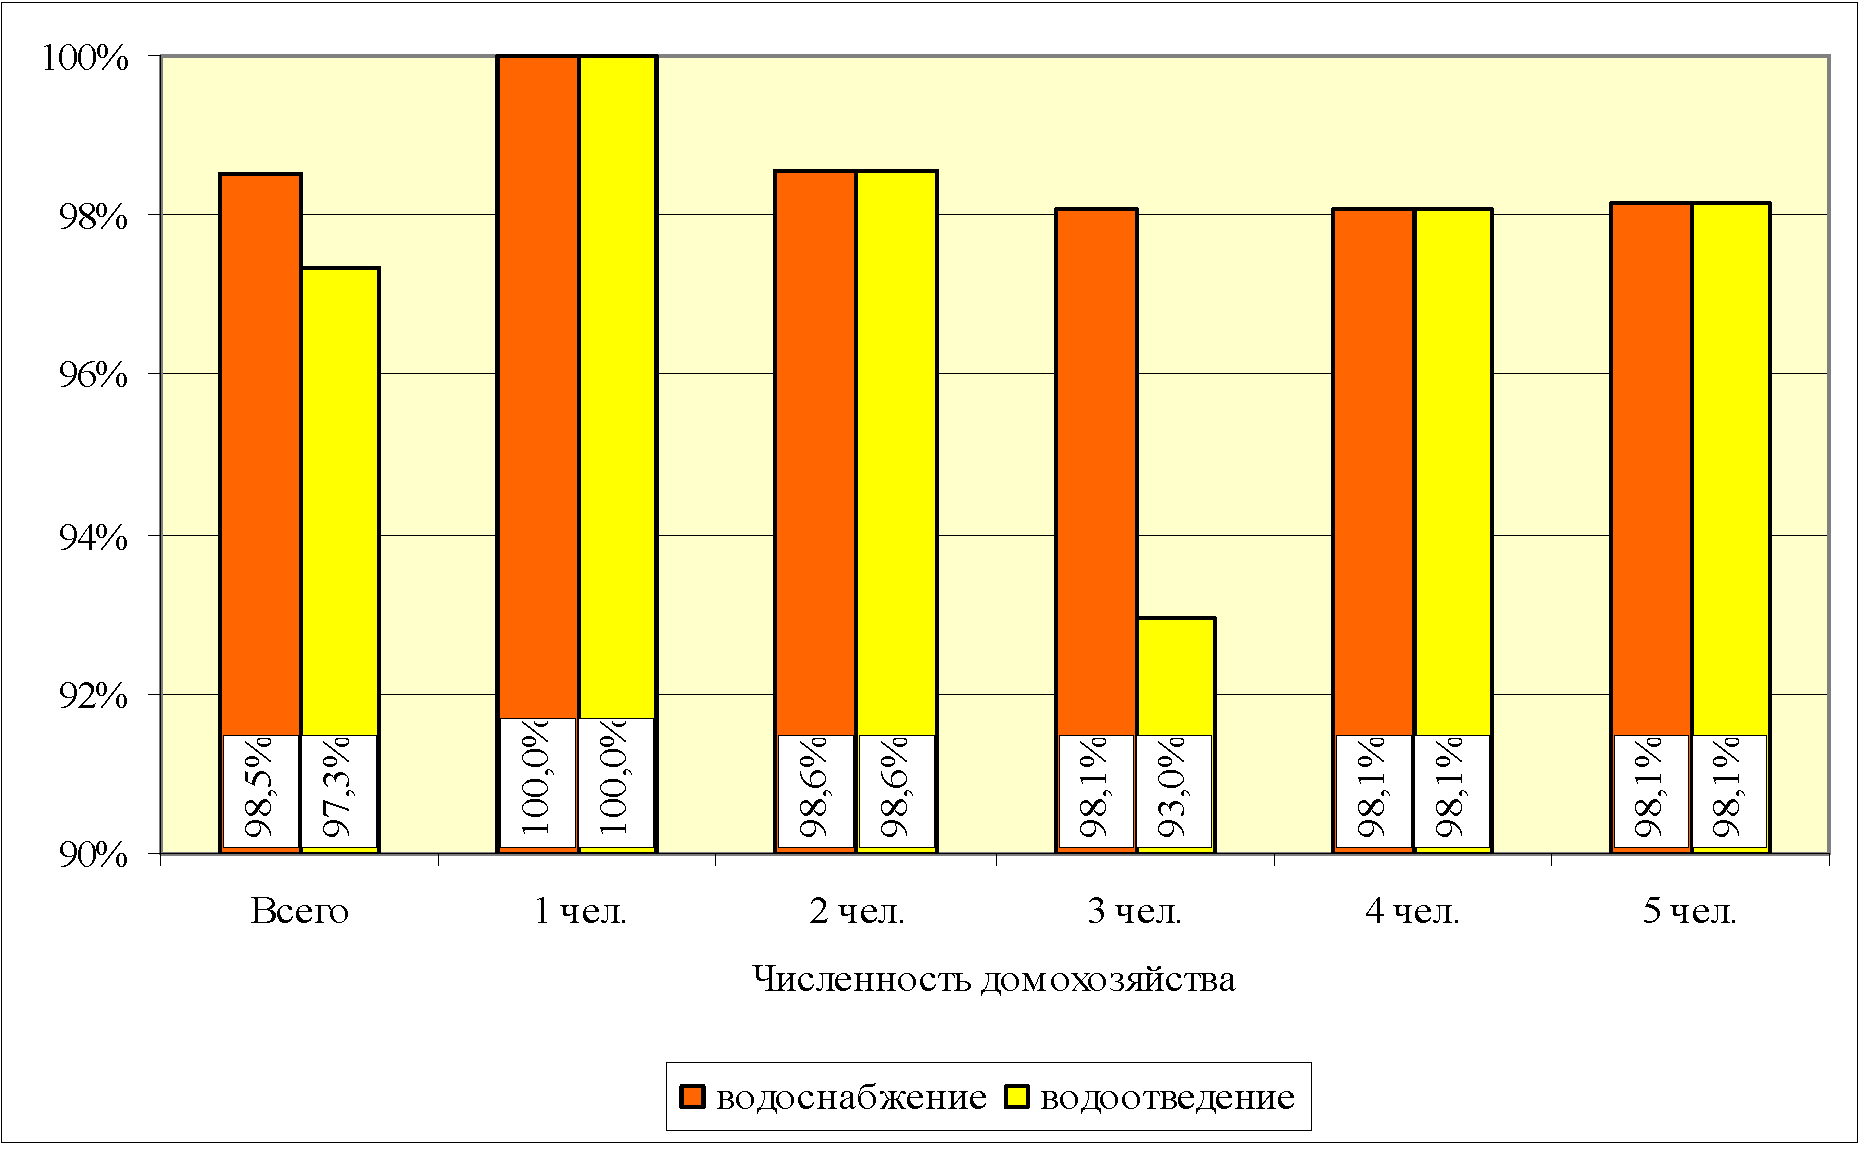 100%
98%
96%
94%
92%
90%
98,5%
97,3%
100,0%
100,0%
98,6%
98,6%
98,1%
93,0%
98,1%
98,1%
98,1%
98,1%
Всего
1 чел.
2 чел.
3 чел.
4 чел.
5 чел.
Численность домохозяйства
водоснабжение
водоотведение